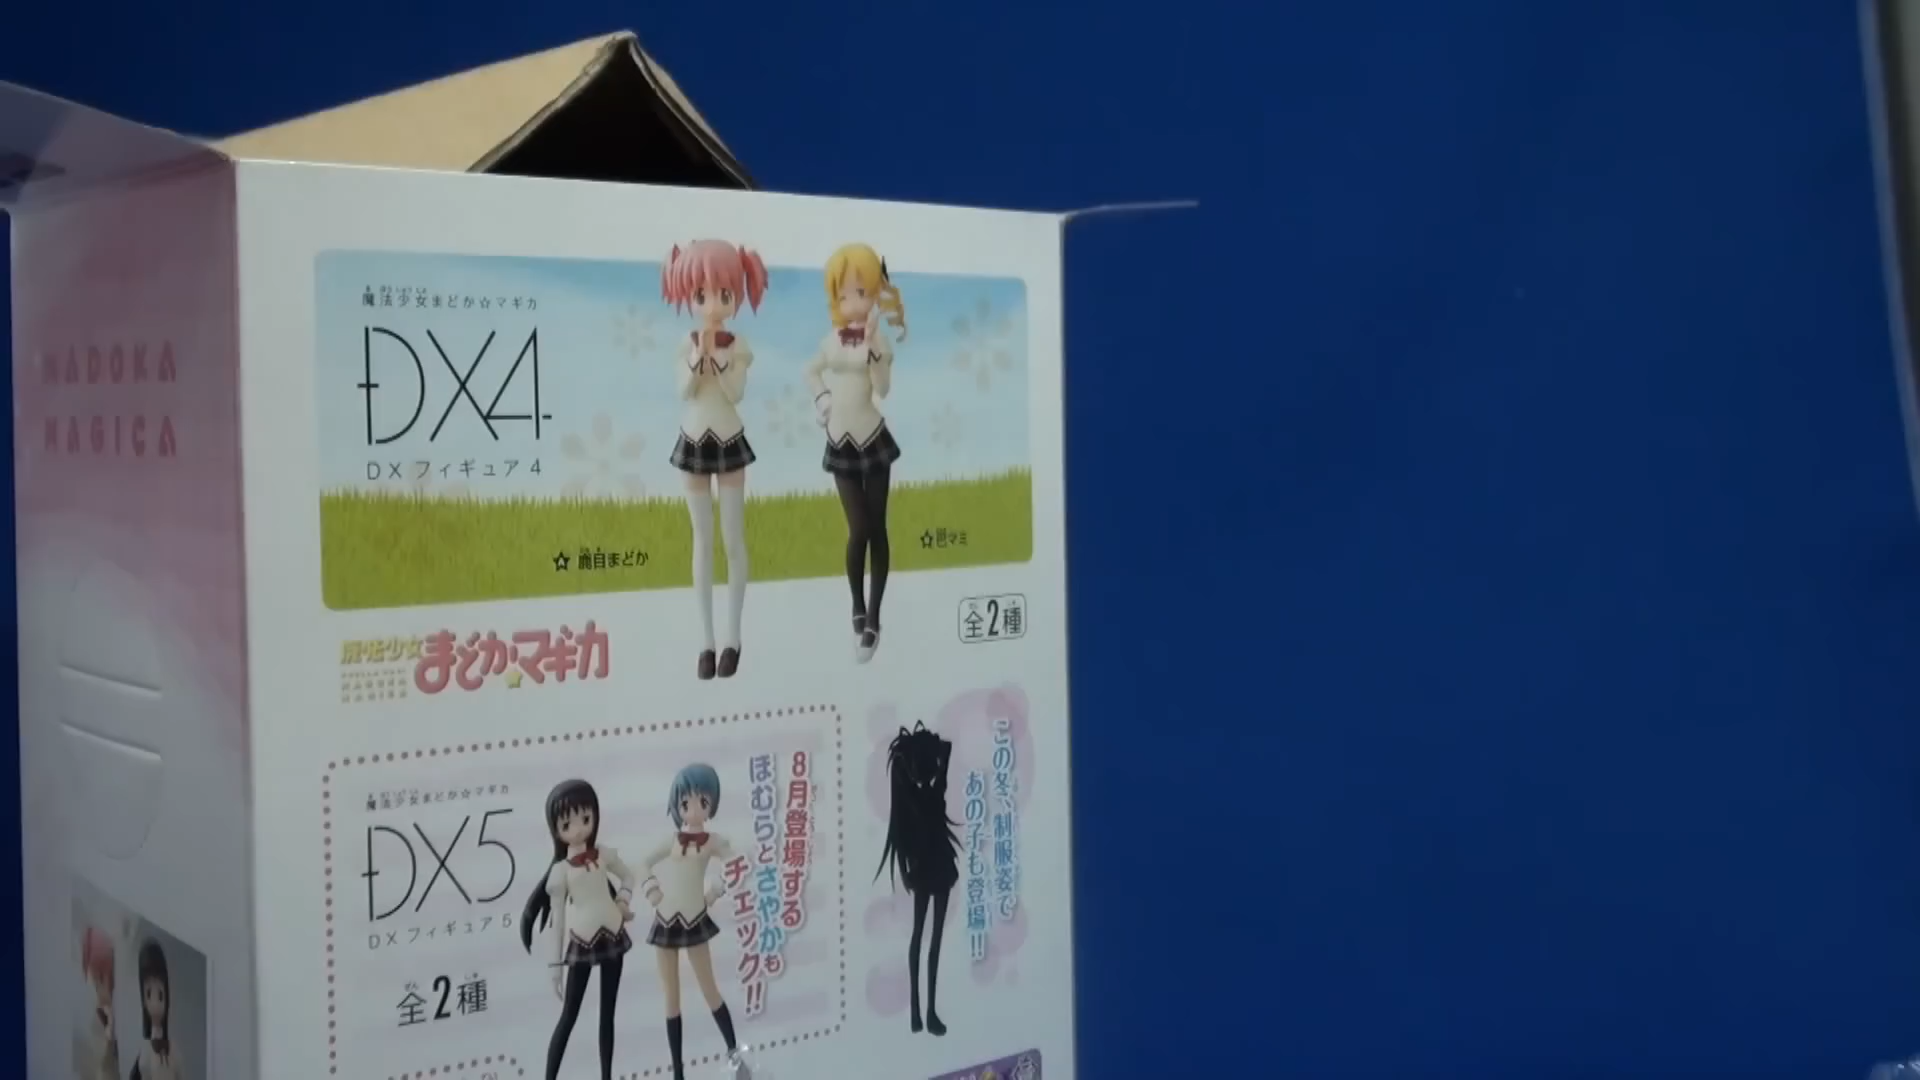 MADOKA
MAGICA
魔法少女まどか☆マギカ
DX4
DXフィギュア4
☆鹿目まどか
☆巴マミ
全2種
魔法少女
まどか☆マギカ
魔法少女まどか☆マギカ
DX5
DXフィギュア5
全2種
8月登場する
ほむらとさやかも
チェック!!
この冬、制服姿で
あの子も登場!!